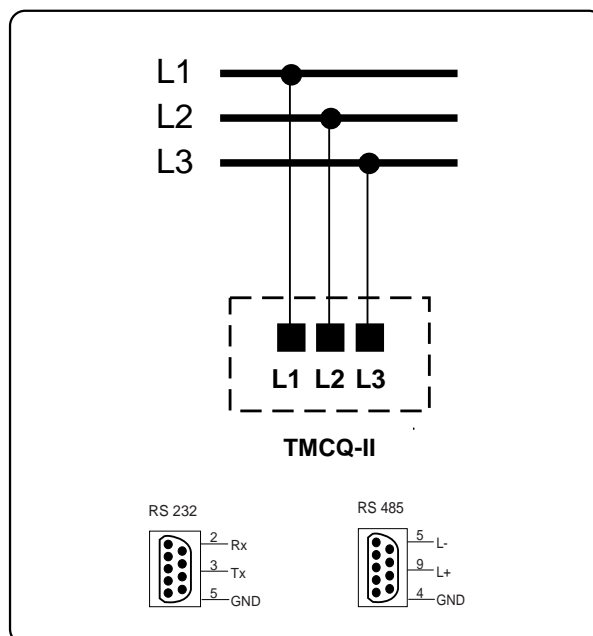 L1
L2
L3
L1 L2 L3
TMCQ-II
RS 232
2 Rx
3 Tx
5 GND
RS 485
5 L-
9 L+
4 GND